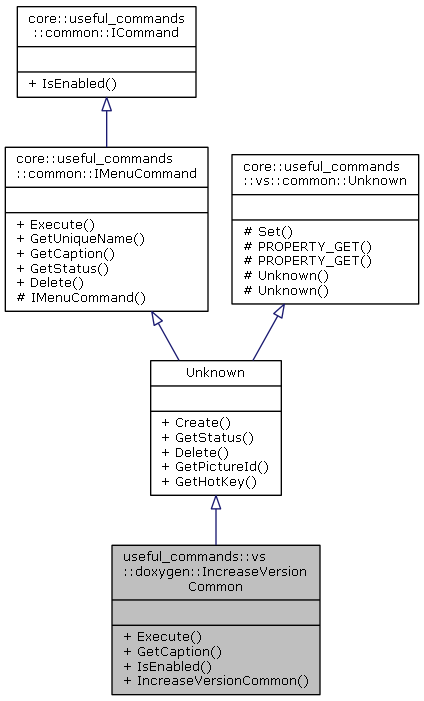 core::useful_commands
::common::ICommand
+ IsEnabled()
core::useful_commands
::common::IMenuCommand
+ Execute()
+ GetUniqueName()
+ GetCaption()
+ GetStatus()
+ Delete()
# IMenuCommand()
core::useful_commands
::vs::common::Unknown
# Set()
# PROPERTY_GET()
# PROPERTY_GET()
# Unknown()
# Unknown()
Unknown
+ Create()
+ GetStatus()
+ Delete()
+ GetPictureId()
+ GetHotKey()
useful_commands::vs
::doxygen::IncreaseVersion
Common
+ Execute()
+ GetCaption()
+ IsEnabled()
+ IncreaseVersionCommon()